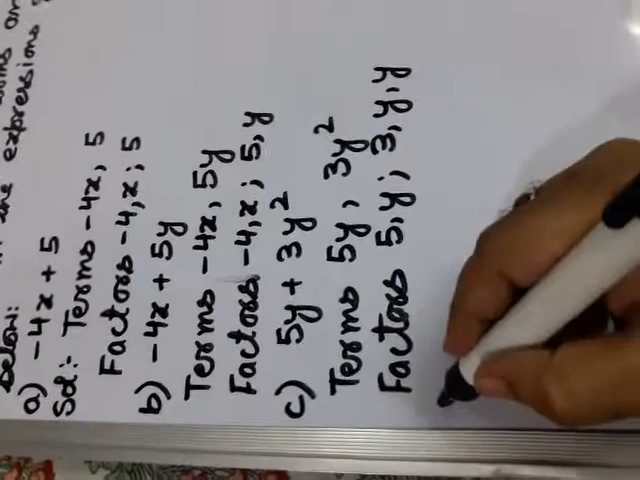 the expressions
below:
a) -4x + 5
Sol:- Terms -4x, 5
Factors -4, x ; 5
b) -4x + 5y
Terms -4x, 5y
Factors -4, x ; 5, y
c) 5y + 3y²
Terms 5y, 3y²
Factors 5, y ; 3, y, y